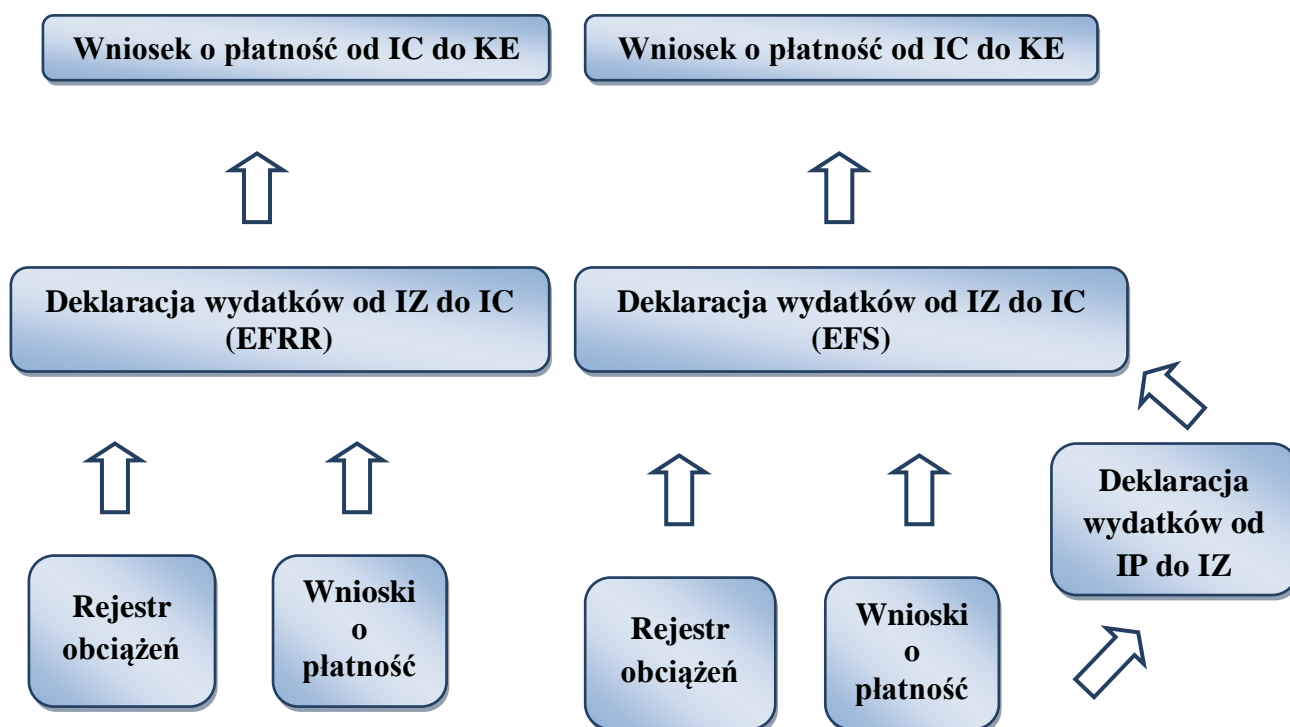 Wniosek o płatność od IC do KE
Wniosek o płatność od IC do KE
Deklaracja wydatków od IZ do IC
(EFRR)
Deklaracja wydatków od IZ do IC
(EFS)
Deklaracja
wydatków od
IP do IZ
Rejestr
obciążeń
Wnioski
o
płatność
Rejestr
obciążeń
Wnioski
o
płatność